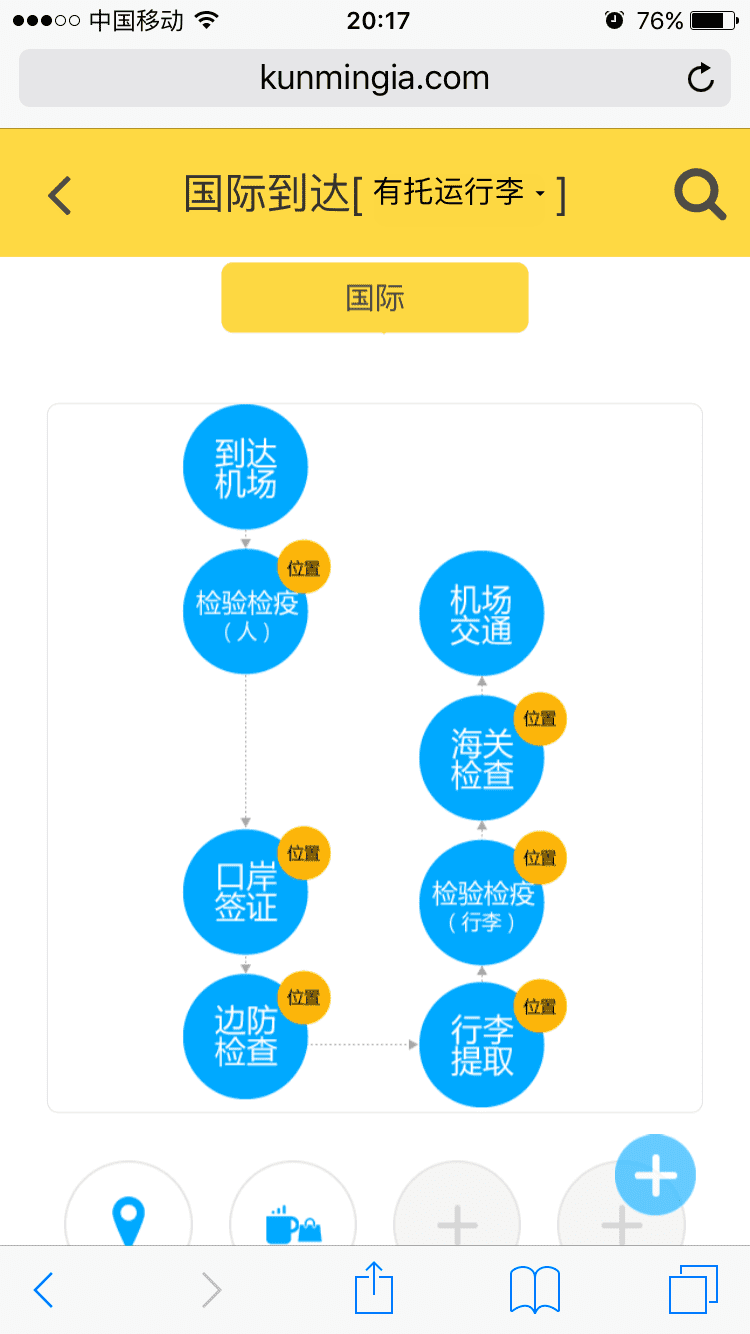 中国移动 20:17 76%
kunmingia.com
国际到达[ 有托运行李 ]
国际
到达
机场
位置
检验检疫
（人）
位置
口岸
签证
位置
边防
检查
机场
交通
位置
海关
检查
位置
检验检疫
（行李）
位置
行李
提取